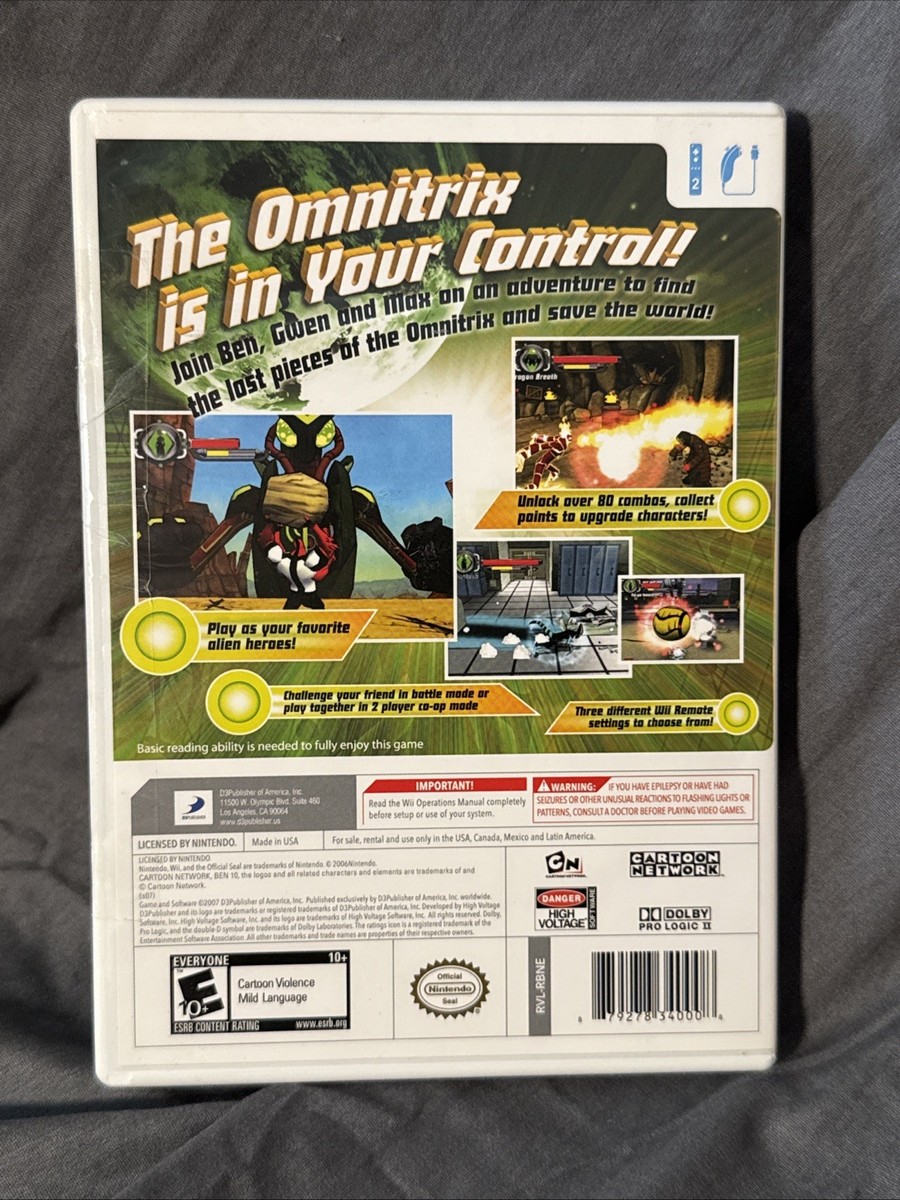 2
The Omnitrix
is in Your Control!
Join Ben, Gwen and Max on an adventure to find
the lost pieces of the Omnitrix and save the world!
Dragon Breath
Unlock over 80 combos, collect
points to upgrade characters!
Play as your favorite
alien heroes!
Challenge your friend in battle mode or
play together in 2 player co-op mode
Three different Wii Remote
settings to choose from!
Basic reading ability is needed to fully enjoy this game
D3PUBLISHER
D3Publisher of America, Inc.
11500 W. Olympic Blvd. Suite 460
Los Angeles, CA 90064
www.d3publisher.us
IMPORTANT!
Read the Wii Operations Manual completely
before setup or use of your system.
WARNING: IF YOU HAVE EPILEPSY OR HAVE HAD
SEIZURES OR OTHER UNUSUAL REACTIONS TO FLASHING LIGHTS OR
PATTERNS, CONSULT A DOCTOR BEFORE PLAYING VIDEO GAMES.
LICENSED BY NINTENDO.
Made in USA
For sale, rental and use only in the USA, Canada, Mexico and Latin America.
LICENSED BY NINTENDO
Nintendo, Wii, and the Official Seal are trademarks of Nintendo. © 2006Nintendo.
CARTOON NETWORK, BEN 10, the logos and all related characters and elements are trademarks of and
© Cartoon Network.
(s07)
Game and Software ©2007 D3Publisher of America, Inc. Published exclusively by D3Publisher of America, Inc. worldwide.
D3Publisher and its logo are trademarks or registered trademarks of D3Publisher of America, Inc. Developed by High Voltage
Software, Inc. High Voltage Software, Inc. and its logo are trademarks of High Voltage Software, Inc. All rights reserved. Dolby,
Pro Logic, and the double-D symbol are trademarks of Dolby Laboratories. The ratings icon is a registered trademark of the
Entertainment Software Association. All other trademarks and trade names are properties of their respective owners.
CN
CARTOON NETWORK
CARTOON
NETWORK
DANGER
HIGH
VOLTAGE
SOFTWARE
DOLBY
PRO LOGIC II
EVERYONE 10+
E
10+
Cartoon Violence
Mild Language
ESRB CONTENT RATING www.esrb.org
Official
Nintendo
Seal
RVL-RBNE
8 79278 34000 4